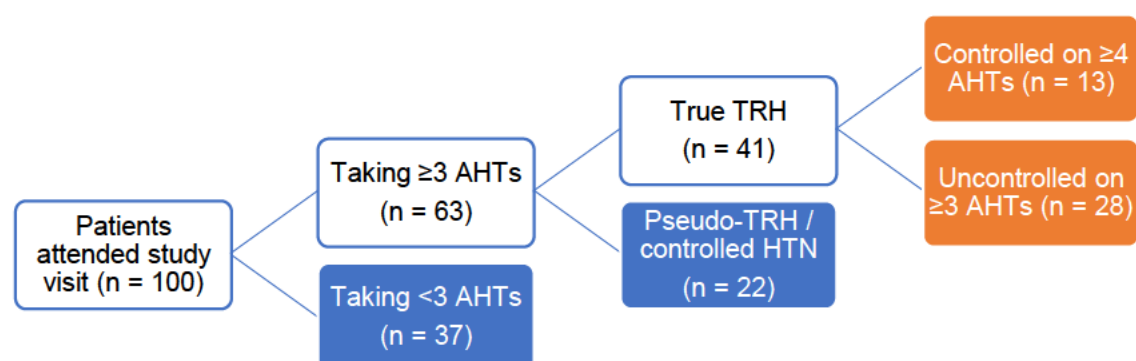 Patients
attended study
visit (n = 100)
Taking ≥3 AHTs
(n = 63)
Taking <3 AHTs
(n = 37)
True TRH
(n = 41)
Pseudo-TRH /
controlled HTN
(n = 22)
Controlled on ≥4
AHTs (n = 13)
Uncontrolled on
≥3 AHTs (n = 28)